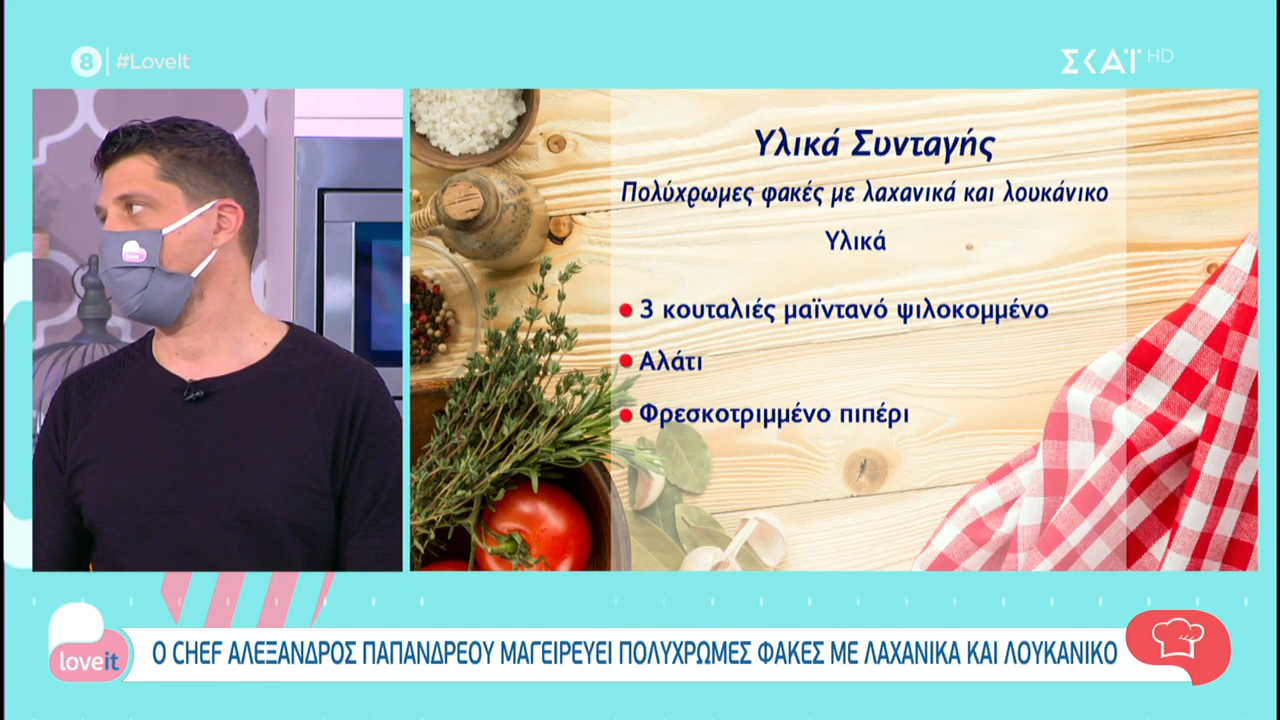 8 #LoveIt
ΣΚΑΪ HD
Υλικά Συνταγής
Πολύχρωμες φακές με λαχανικά και λουκάνικο
Υλικά
3 κουταλιές μαϊντανό ψιλοκομμένο
Αλάτι
Φρεσκοτριμμένο πιπέρι
loveit
Ο CHEF ΑΛΕΞΑΝΔΡΟΣ ΠΑΠΑΝΔΡΕΟΥ ΜΑΓΕΙΡΕΥΕΙ ΠΟΛΥΧΡΩΜΕΣ ΦΑΚΕΣ ΜΕ ΛΑΧΑΝΙΚΑ ΚΑΙ ΛΟΥΚΑΝΙΚΟ